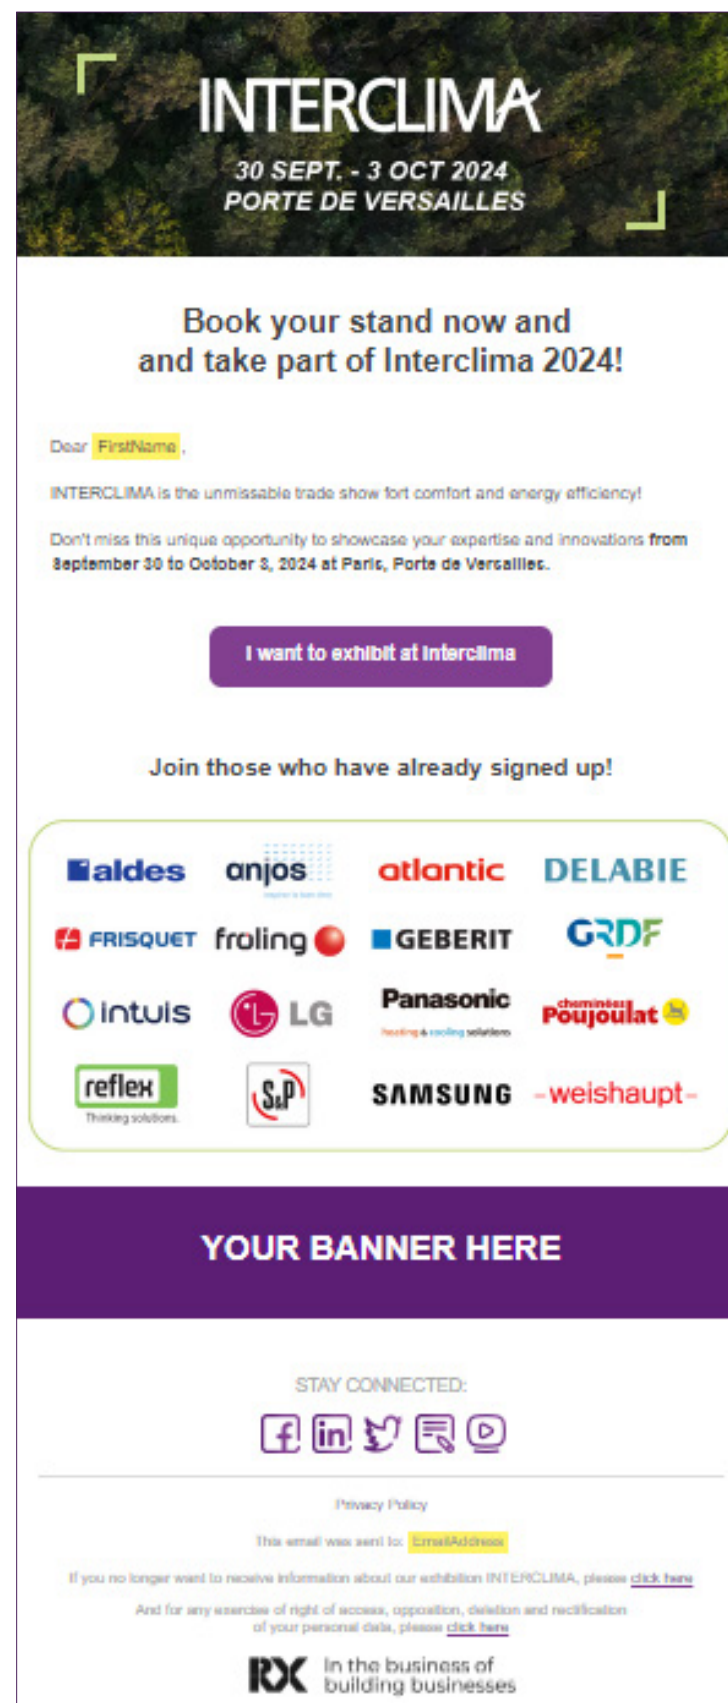 INTERCLIMA
30 SEPT. - 3 OCT 2024
PORTE DE VERSAILLES
Book your stand now and
and take part of Interclima 2024!
Dear FirstName ,
INTERCLIMA is the unmissable trade show fort comfort and energy efficiency!
Don't miss this unique opportunity to showcase your expertise and innovations from
September 30 to October 3, 2024 at Paris, Porte de Versailles.
I want to exhibit at Interclima
Join those who have already signed up!
aldes anjos atlantic DELABIE
FRISQUET froling GEBERIT GRDF
intuis LG Panasonic cheminées Poujoulat
heating & cooling solutions
reflex S&P SAMSUNG -weishaupt-
Thinking solutions.
YOUR BANNER HERE
STAY CONNECTED:
Privacy Policy
This email was sent to: EmailAddress
If you no longer want to receive information about our exhibition INTERCLIMA, please click here
And for any exercise of right of access, opposition, deletion and rectification
of your personal data, please click here
RX In the business of
building businesses